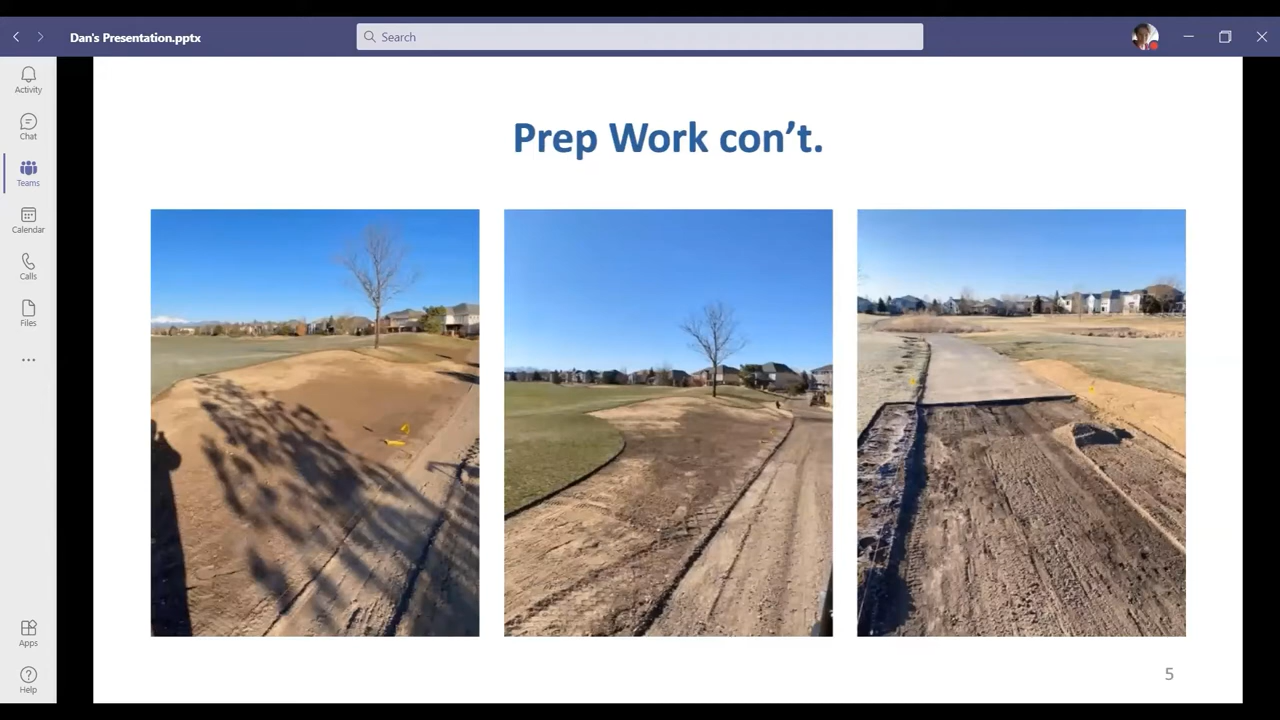 Dan's Presentation.pptx
Search
Activity
Chat
Teams
Calendar
Calls
Files
Apps
Help
Prep Work con’t.
5